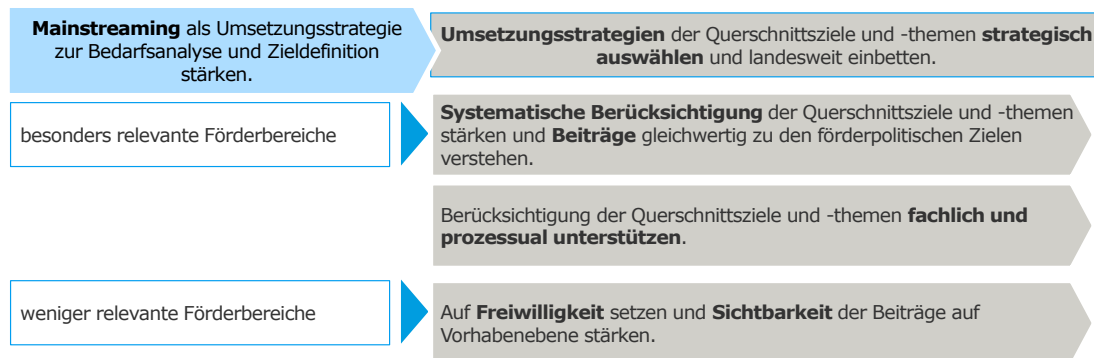 Mainstreaming als Umsetzungsstrategie
zur Bedarfsanalyse und Zieldefinition
stärken.
Umsetzungsstrategien der Querschnittsziele und -themen strategisch
auswählen und landesweit einbetten.
besonders relevante Förderbereiche
Systematische Berücksichtigung der Querschnittsziele und -themen
stärken und Beiträge gleichwertig zu den förderpolitischen Zielen
verstehen.
Berücksichtigung der Querschnittsziele und -themen fachlich und
prozessual unterstützen.
weniger relevante Förderbereiche
Auf Freiwilligkeit setzen und Sichtbarkeit der Beiträge auf
Vorhabenebene stärken.